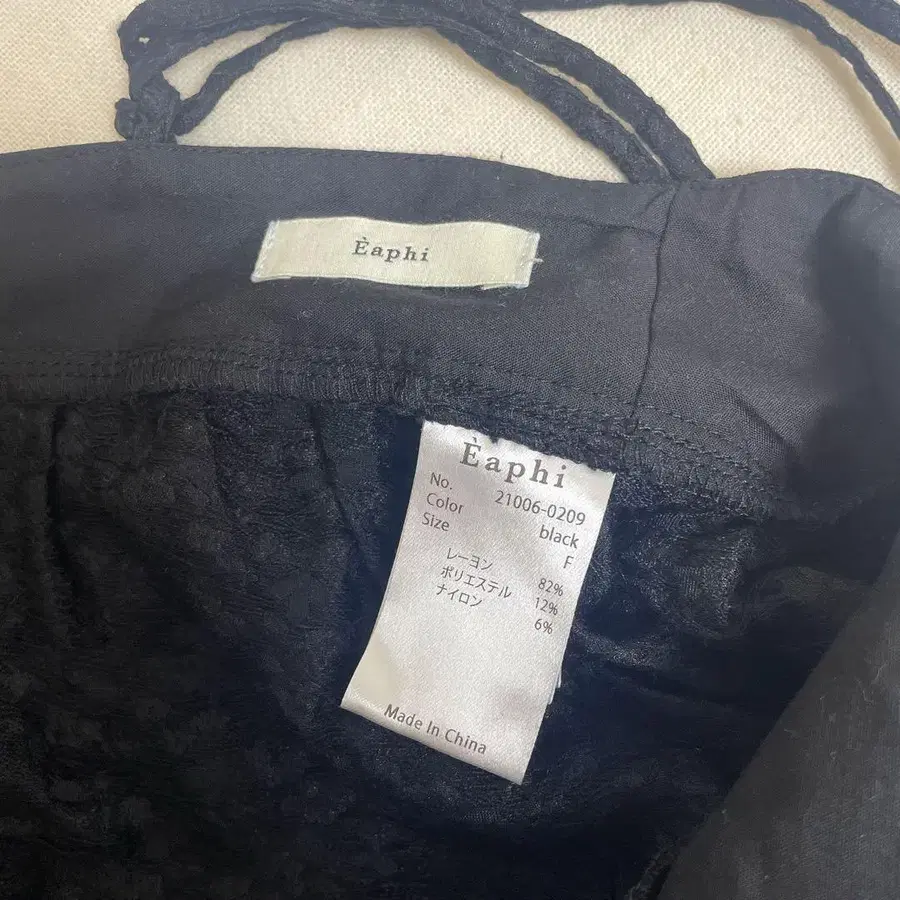 Èaphi
Èaphi
No. 21006-0209
Color black
Size F
レーヨン 82%
ポリエステル 12%
ナイロン 6%
Made In China